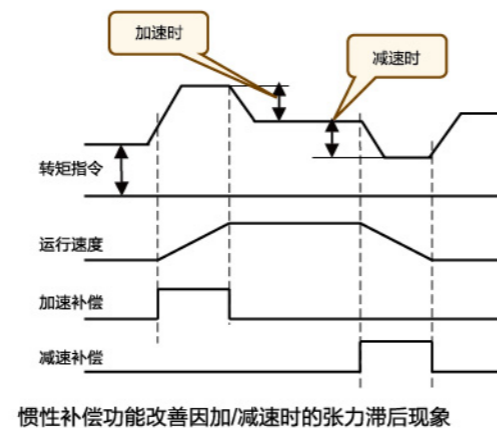 加速时
减速时
转矩指令
运行速度
加速补偿
减速补偿
惯性补偿功能改善因加/减速时的张力滞后现象